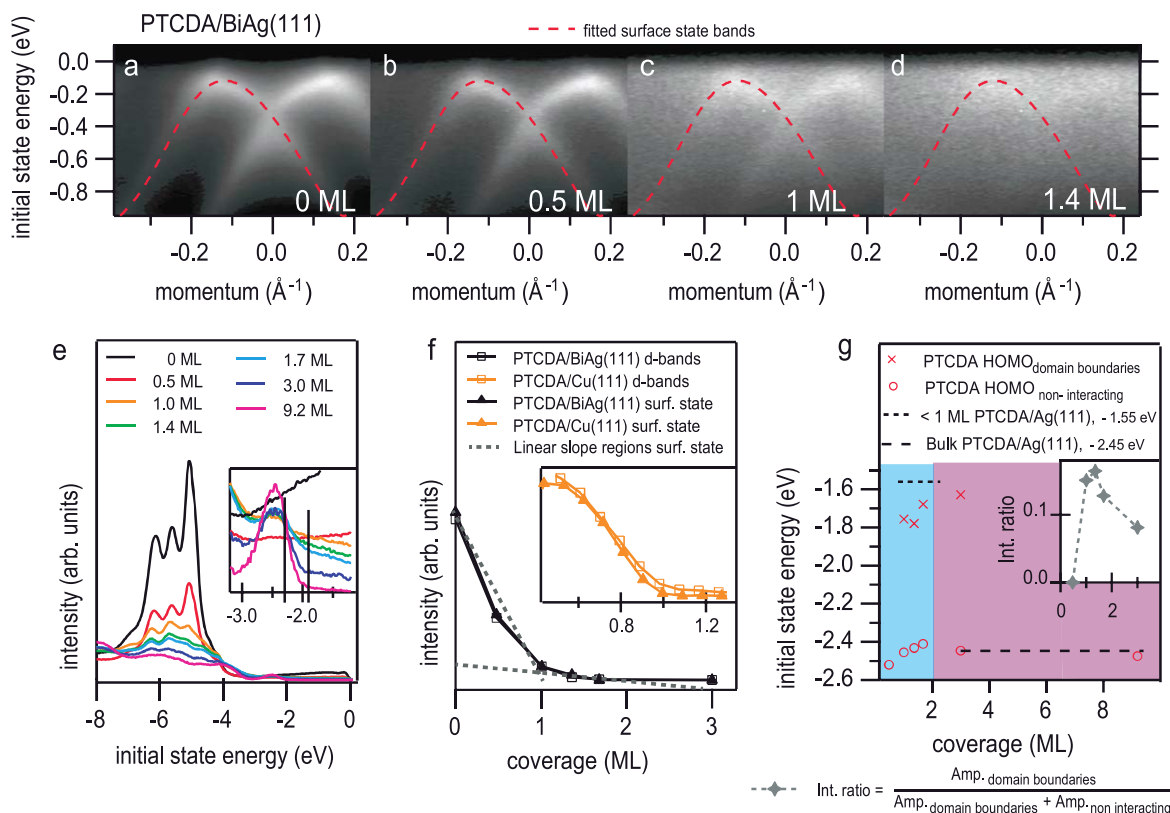 PTCDA/BiAg(111)
fitted surface state bands
initial state energy (eV)
0.0
-0.2
-0.4
-0.6
-0.8
a
b
c
d
0 ML
0.5 ML
1 ML
1.4 ML
-0.2 0.0 0.2
-0.2 0.0 0.2
-0.2 0.0 0.2
-0.2 0.0 0.2
momentum (Å⁻¹)
momentum (Å⁻¹)
momentum (Å⁻¹)
momentum (Å⁻¹)
e
0 ML
0.5 ML
1.0 ML
1.4 ML
1.7 ML
3.0 ML
9.2 ML
intensity (arb. units)
-3.2 -2.0
-8 -6 -4 -2 0
initial state energy (eV)
f
PTCDA/BiAg(111) d-bands
PTCDA/Cu(111) d-bands
PTCDA/BiAg(111) surf. state
PTCDA/Cu(111) surf. state
Linear slope regions surf. state
intensity (arb. units)
0.8 1.2
0 1 2 3
coverage (ML)
g
PTCDA HOMO domain boundaries
PTCDA HOMO non- interacting
< 1 ML PTCDA/Ag(111), - 1.55 eV
Bulk PTCDA/Ag(111), - 2.45 eV
initial state energy (eV)
-1.6
-1.8
-2.0
-2.2
-2.4
-2.6
Int. ratio
0.1
0.0
0 2
2 4 6 8
coverage (ML)
Int. ratio =
Amp. domain boundaries
Amp. domain boundaries + Amp. non interacting